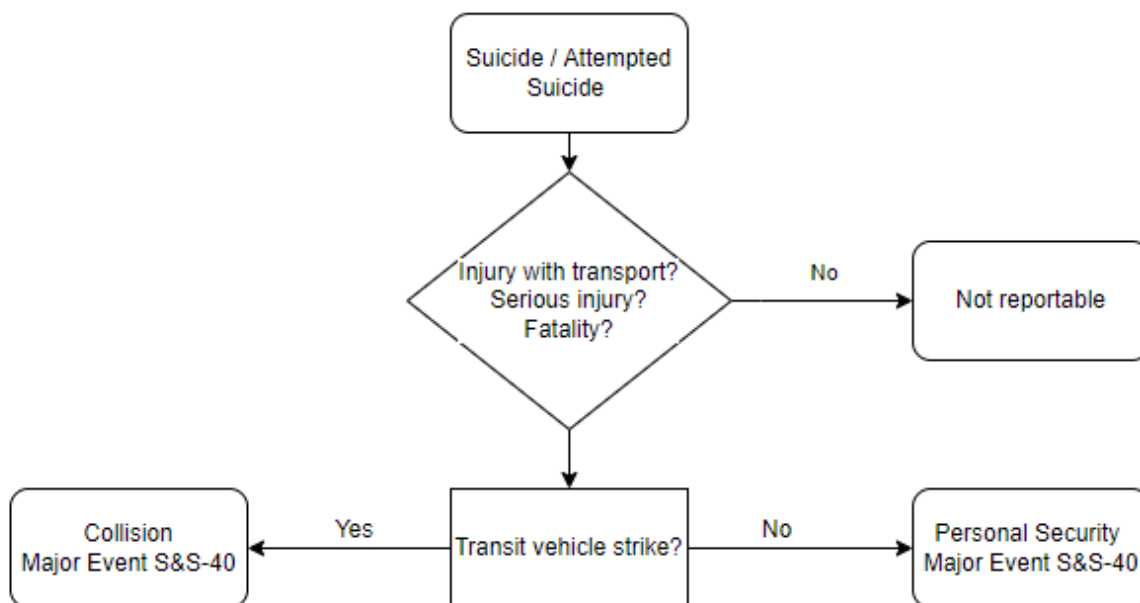 Suicide / Attempted
Suicide
Injury with transport?
Serious injury?
Fatality?
No
Not reportable
Collision
Major Event S&S-40
Yes
Transit vehicle strike?
No
Personal Security
Major Event S&S-40